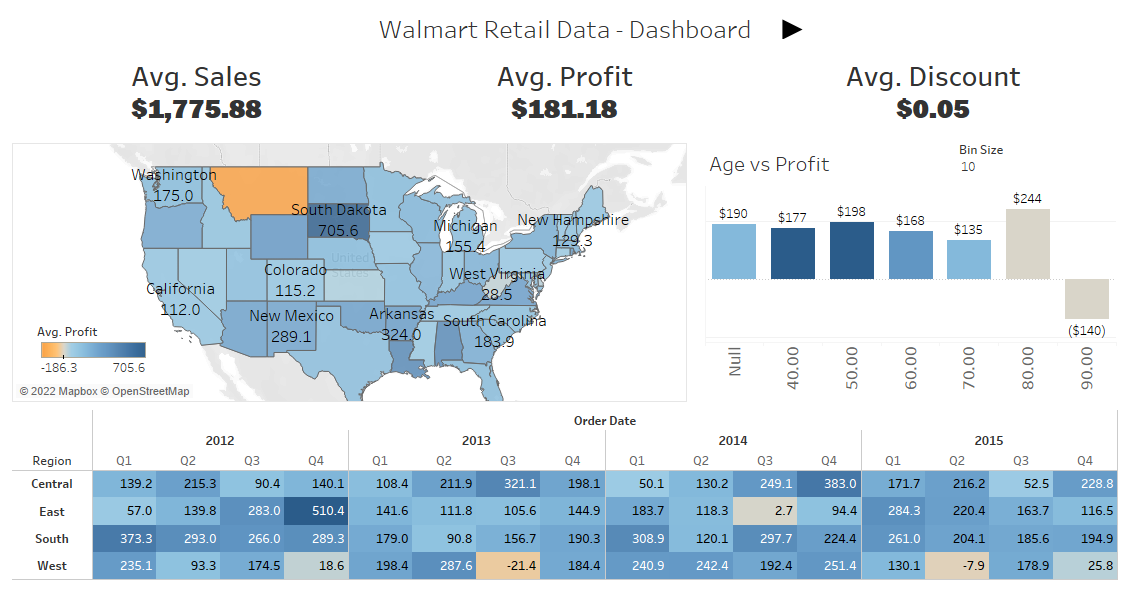 Walmart Retail Data - Dashboard
Avg. Sales
$1,775.88
Avg. Profit
$181.18
Avg. Discount
$0.05
Washington
175.0
South Dakota
705.6
Michigan
155.4
New Hampshire
129.3
United
States
Colorado
115.2
West Virginia
28.5
California
112.0
New Mexico
289.1
Arkansas
324.0
South Carolina
183.9
Avg. Profit
-186.3 705.6
© 2022 Mapbox © OpenStreetMap
Age vs Profit
Bin Size
10
$190 $177 $198 $168 $135 $244 ($140)
Null 40.00 50.00 60.00 70.00 80.00 90.00
Order Date
2012 2013 2014 2015
Region Q1 Q2 Q3 Q4 Q1 Q2 Q3 Q4 Q1 Q2 Q3 Q4 Q1 Q2 Q3 Q4
Central 139.2 215.3 90.4 140.1 108.4 211.9 321.1 198.1 50.1 130.2 249.1 383.0 171.7 216.2 52.5 228.8
East 57.0 139.8 283.0 510.4 141.6 111.8 105.6 144.9 183.7 118.3 2.7 94.4 284.3 220.4 163.7 116.5
South 373.3 293.0 266.0 289.3 179.0 90.8 156.7 190.3 308.9 120.1 297.7 224.4 261.0 204.1 185.6 194.9
West 235.1 93.3 174.5 18.6 198.4 287.6 -21.4 184.4 240.9 242.4 192.4 251.4 130.1 -7.9 178.9 25.8